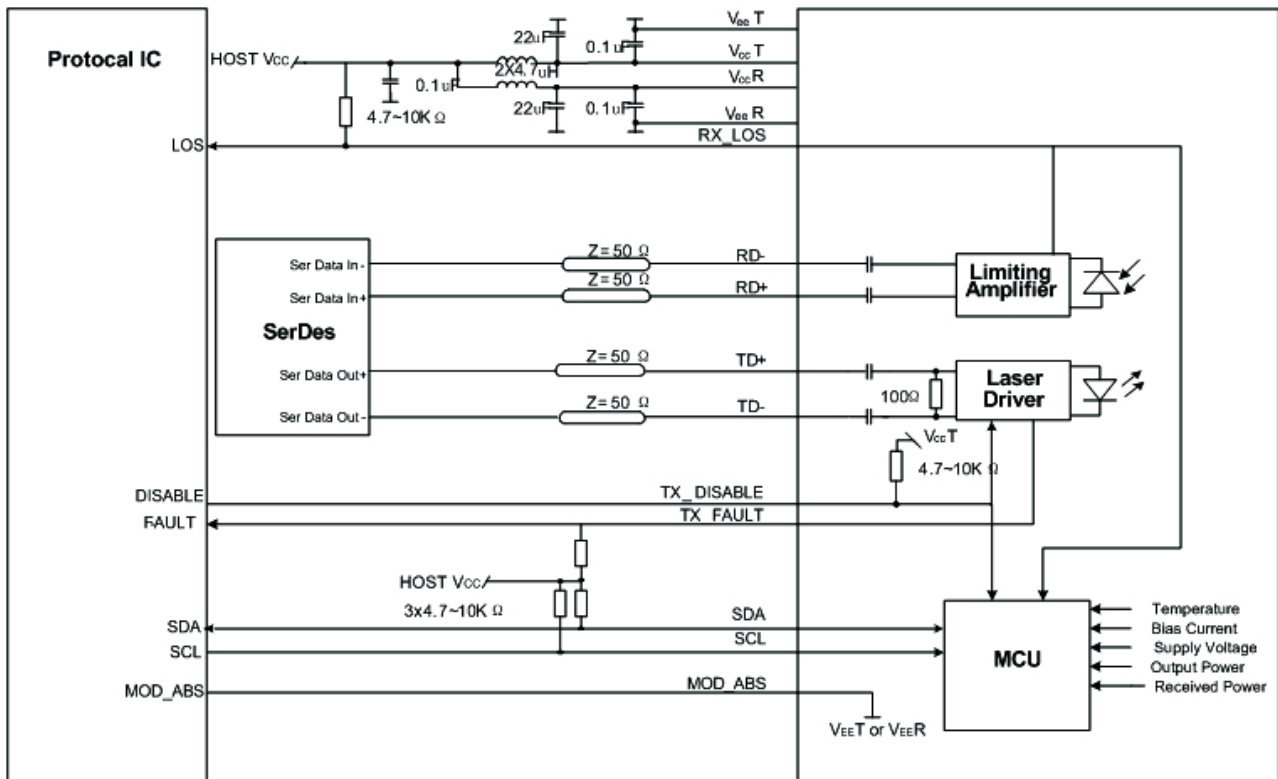 Protocal IC
HOST Vcc
22uF
0.1uF
VeeT
VccT
2X4.7uH
0.1uF
VccR
4.7~10K Ω
22uF
0.1uF
VeeR
LOS
RX_LOS
Z=50 Ω
RD-
Ser Data In-
Limiting
Amplifier
Z=50 Ω
RD+
Ser Data In+
SerDes
Z=50 Ω
TD+
Ser Data Out+
Laser
Driver
100Ω
Z=50 Ω
TD-
Ser Data Out-
VccT
4.7~10K Ω
DISABLE
TX_DISABLE
FAULT
TX_FAULT
HOST Vcc
3x4.7~10K Ω
SDA
SDA
SCL
SCL
MCU
Temperature
Bias Current
Supply Voltage
Output Power
Received Power
MOD_ABS
MOD_ABS
VEET or VEER